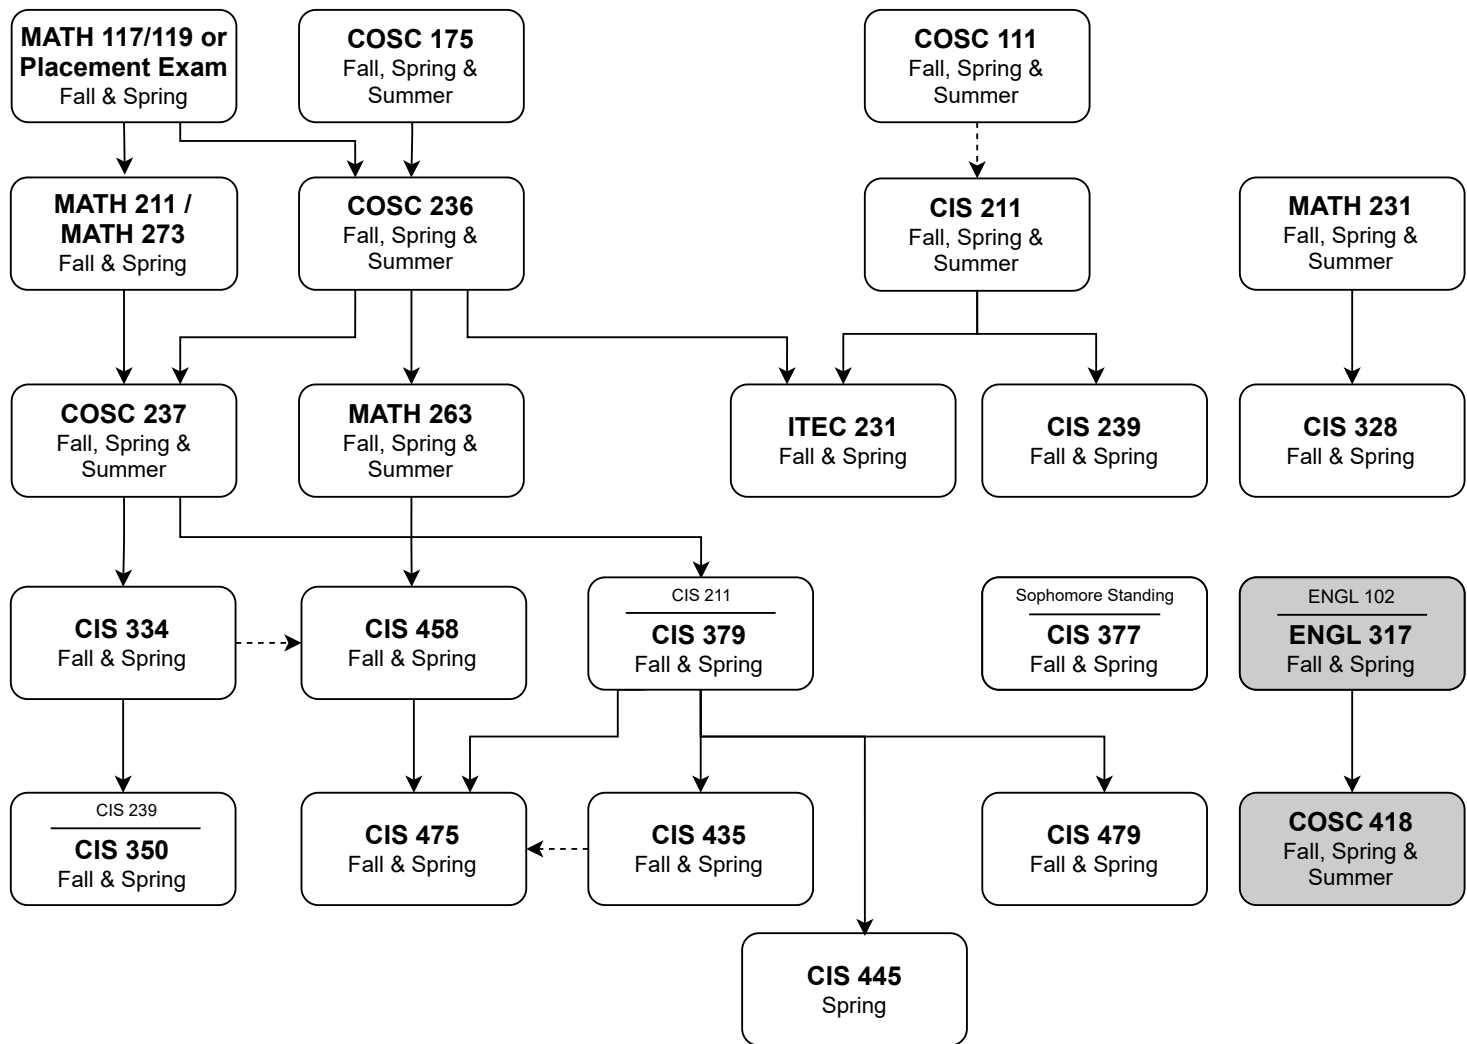 MATH 117/119 or
Placement Exam
Fall & Spring
COSC 175
Fall, Spring &
Summer
COSC 111
Fall, Spring &
Summer
MATH 211 /
MATH 273
Fall & Spring
COSC 236
Fall, Spring &
Summer
CIS 211
Fall, Spring &
Summer
MATH 231
Fall, Spring &
Summer
COSC 237
Fall, Spring &
Summer
MATH 263
Fall, Spring &
Summer
ITEC 231
Fall & Spring
CIS 239
Fall & Spring
CIS 328
Fall & Spring
CIS 334
Fall & Spring
CIS 458
Fall & Spring
CIS 211
CIS 379
Fall & Spring
Sophomore Standing
CIS 377
Fall & Spring
ENGL 102
ENGL 317
Fall & Spring
CIS 239
CIS 350
Fall & Spring
CIS 475
Fall & Spring
CIS 435
Fall & Spring
CIS 479
Fall & Spring
COSC 418
Fall, Spring &
Summer
CIS 445
Spring